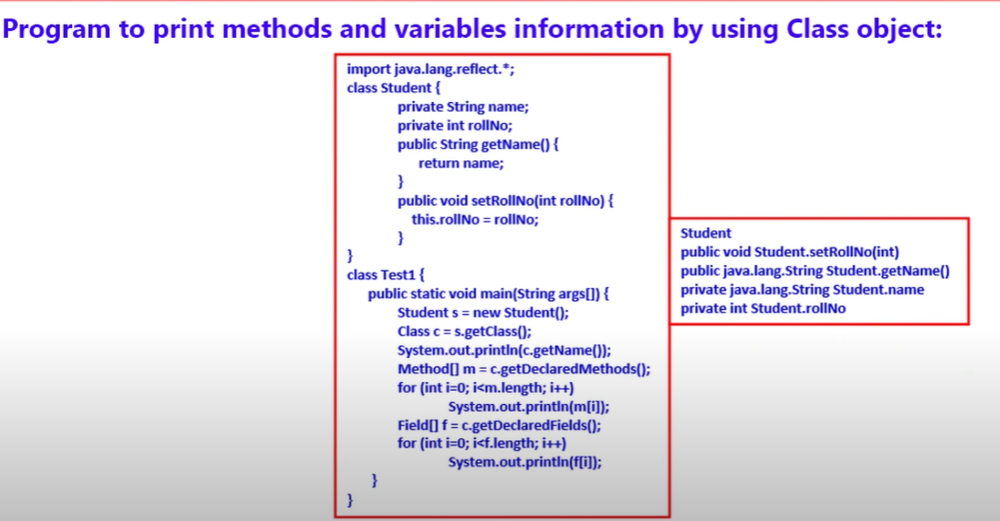 Program to print methods and variables information by using Class object:
import java.lang.reflect.*;
class Student {
private String name;
private int rollNo;
public String getName() {
return name;
}
public void setRollNo(int rollNo) {
this.rollNo = rollNo;
}
}
class Test1 {
public static void main(String args[]) {
Student s = new Student();
Class c = s.getClass();
System.out.println(c.getName());
Method[] m = c.getDeclaredMethods();
for (int i=0; i<m.length; i++)
System.out.println(m[i]);
Field[] f = c.getDeclaredFields();
for (int i=0; i<f.length; i++)
System.out.println(f[i]);
}
}
Student
public void Student.setRollNo(int)
public java.lang.String Student.getName()
private java.lang.String Student.name
private int Student.rollNo